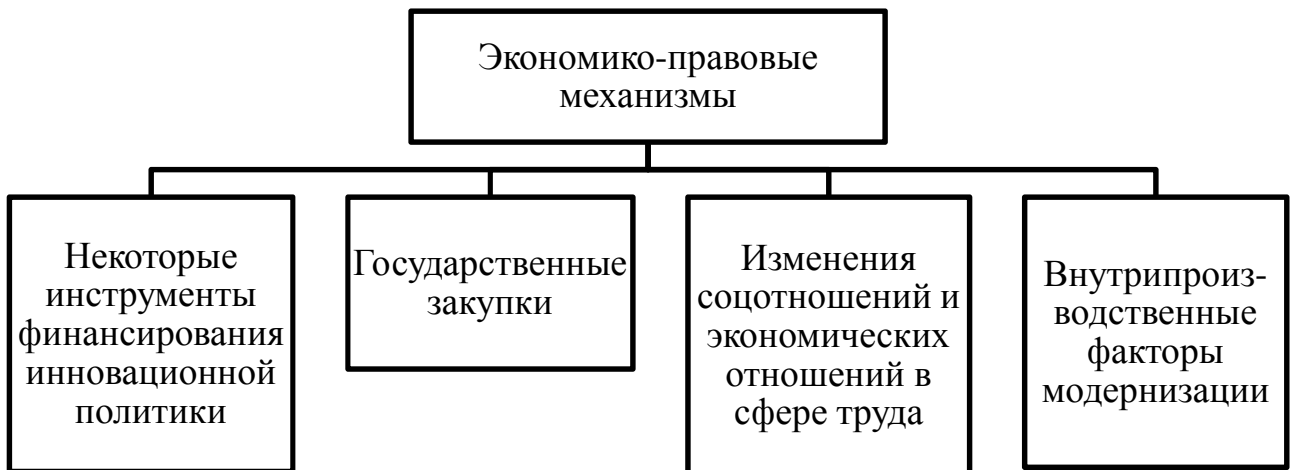 Экономико-правовые
механизмы
Некоторые
инструменты
финансирования
инновационной
политики
Государственные
закупки
Изменения
соцотношений и
экономических
отношений в
сфере труда
Внутрипроиз-
водственные
факторы
модернизации